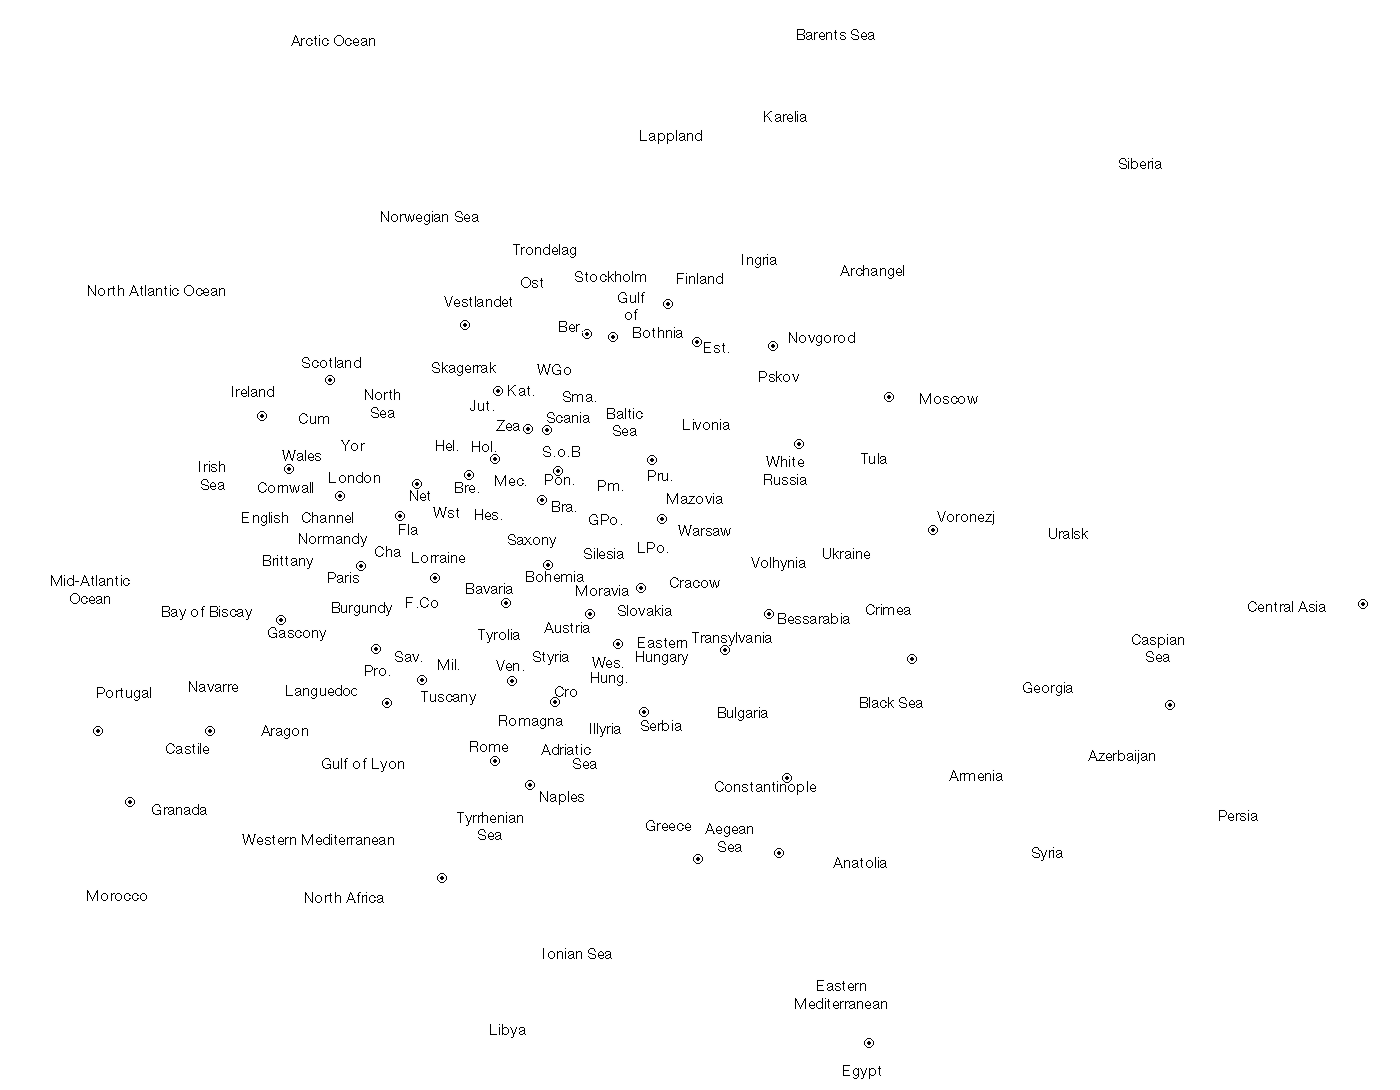 Arctic Ocean
Barents Sea
Karelia
Lappland
Siberia
Norwegian Sea
Trondelag
Ingria
Archangel
Ost
Stockholm
Finland
North Atlantic Ocean
Vestlandet
Gulf
of
Bothnia
Ber.
Est.
Novgorod
Scotland
Skagerrak
WGo
Pskov
Ireland
North
Sea
Kat.
Sma.
Moscow
Jut.
Cum
Zea
Scania
Baltic
Sea
Livonia
Yor
Hel.
Hol.
S.o.B
Wales
White
Russia
Tula
Irish
Sea
London
Cornwall
Net
Bre.
Mec.
Pon.
Pm.
Pru.
Mazovia
English Channel
Fla
Wst
Hes.
Bra.
GPo.
Warsaw
Voronezj
Uralsk
Normandy
Cha
Lorraine
Saxony
Silesia
LPo.
Volhynia
Ukraine
Brittany
Paris
Bohemia
Mid-Atlantic
Ocean
Bavaria
Moravia
Cracow
Bay of Biscay
Burgundy
F.Co
Slovakia
Bessarabia
Crimea
Central Asia
Gascony
Tyrolia
Austria
Eastern
Hungary
Transylvania
Caspian
Sea
Pro.
Sav.
Mil.
Ven.
Styria
Wes.
Hung.
Portugal
Navarre
Languedoc
Tuscany
Cro
Georgia
Black Sea
Castile
Aragon
Romagna
Illyria
Serbia
Bulgaria
Gulf of Lyon
Rome
Adriatic
Sea
Azerbaijan
Armenia
Granada
Naples
Constantinople
Persia
Western Mediterranean
Tyrrhenian
Sea
Greece
Aegean
Sea
Anatolia
Syria
Morocco
North Africa
Ionian Sea
Eastern
Mediterranean
Libya
Egypt